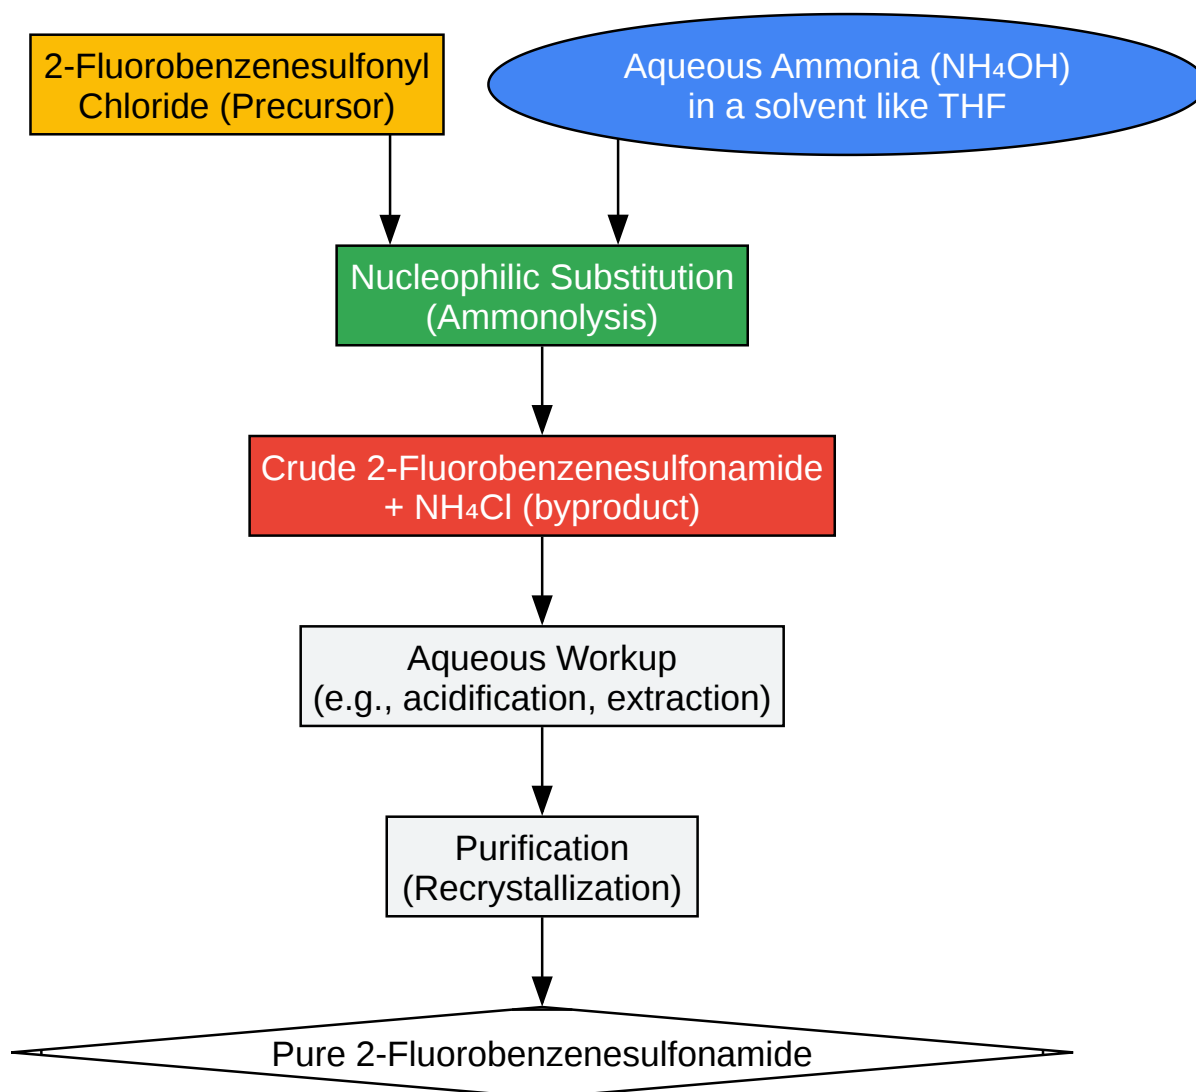 2-Fluorobenzenesulfonyl
Chloride (Precursor)
Aqueous Ammonia (NH₄OH)
in a solvent like THF
Nucleophilic Substitution
(Ammonolysis)
Crude 2-Fluorobenzenesulfonamide
+ NH₄Cl (byproduct)
Aqueous Workup
(e.g., acidification, extraction)
Purification
(Recrystallization)
Pure 2-Fluorobenzenesulfonamide